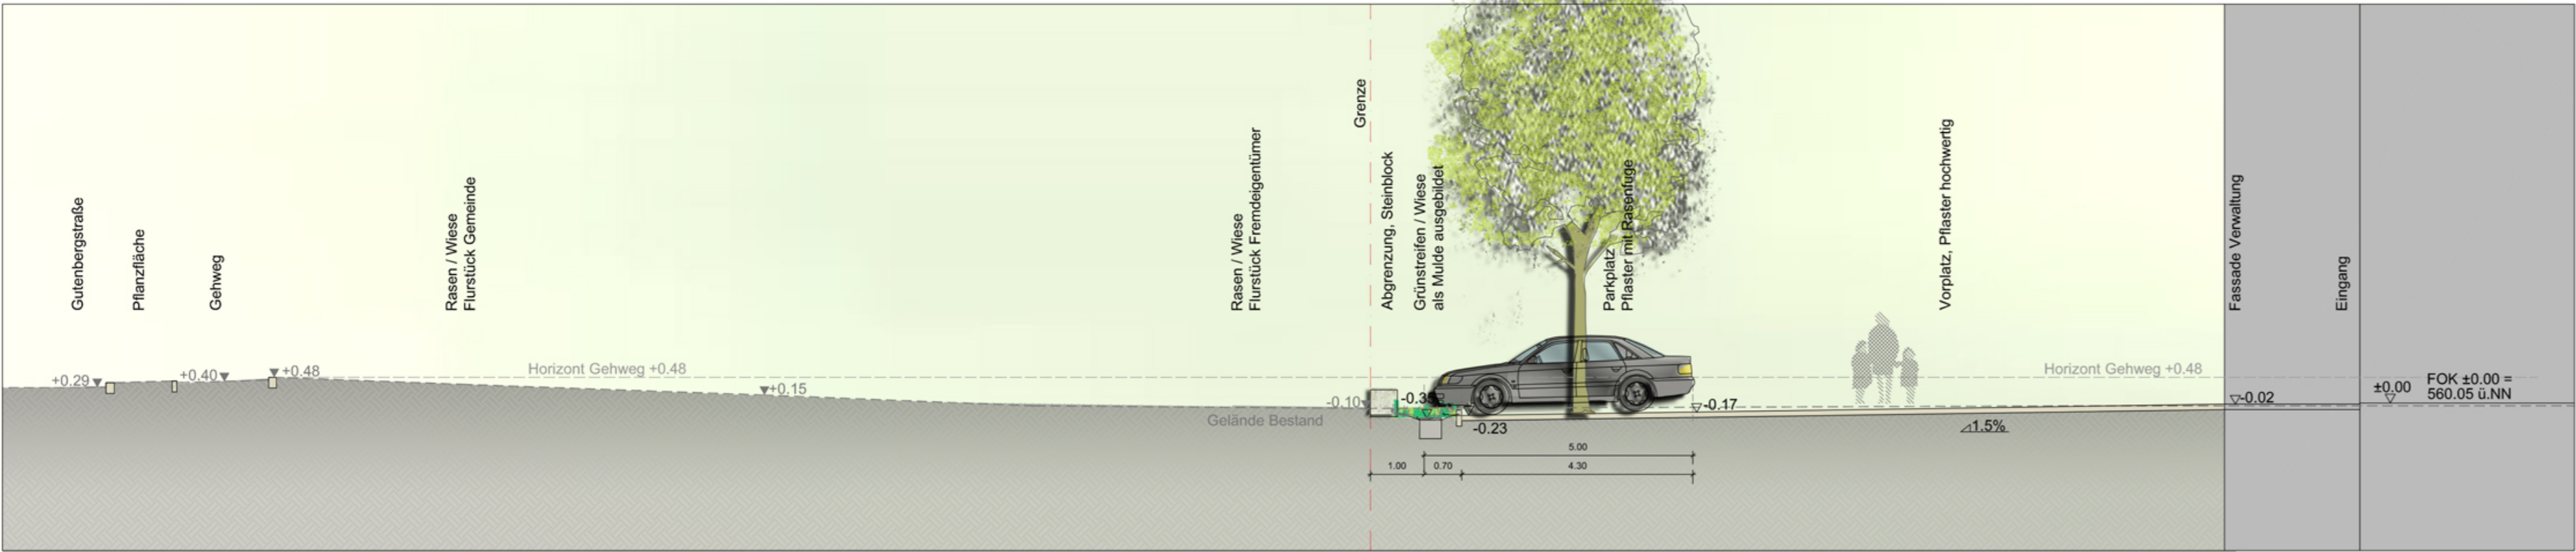 Gutenbergstraße
Pflanzfläche
Gehweg
Rasen / Wiese
Flurstück Gemeinde
Rasen / Wiese
Flurstück Fremdeigentümer
Grenze
Abgrenzung, Steinblock
Grünstreifen / Wiese
als Mulde ausgebildet
Parkplatz
Pflaster mit Rasenfuge
Vorplatz, Pflaster hochwertig
Fassade Verwaltung
Eingang
+0.29
+0.40
+0.48
Horizont Gehweg +0.48
+0.15
-0.10
Gelände Bestand
-0.23
-0.17
Horizont Gehweg +0.48
1.5%
-0.02
±0.00
FOK ±0.00 =
560.05 ü.NN
5.00
1.00
0.70
4.30